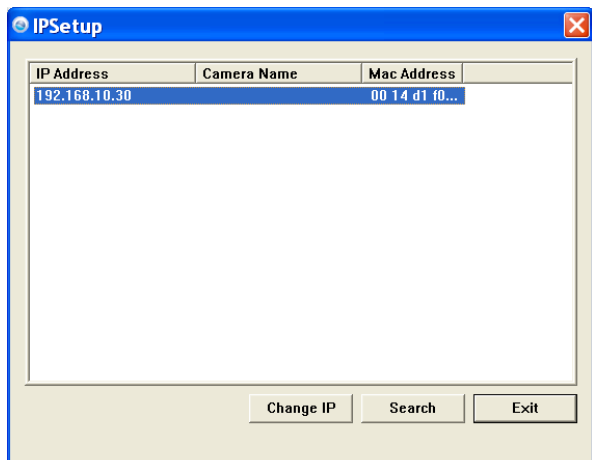 IPSetup
IP Address Camera Name Mac Address
192.168.10.30 00 14 d1 f0...
Change IP Search Exit